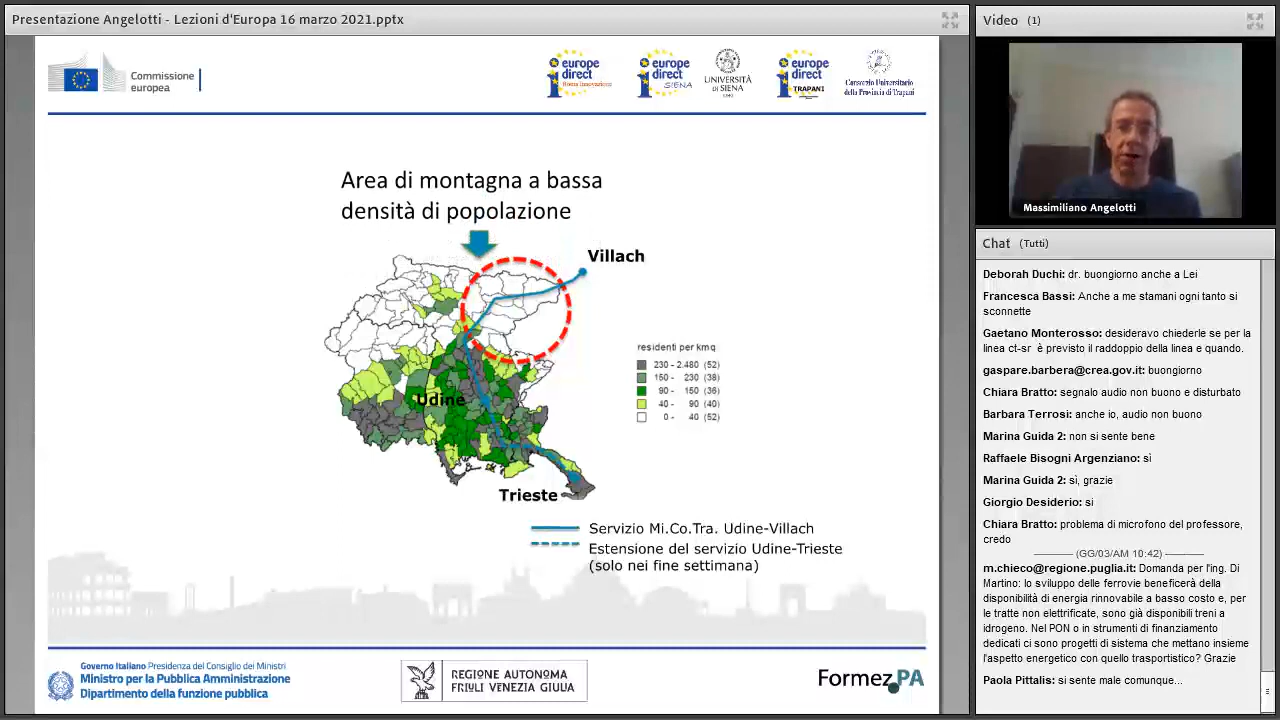 Presentazione Angelotti - Lezioni d'Europa 16 marzo 2021.pptx
Commissione
europea
europe
direct
Roma Innovazione
europe
direct
SIENA
UNIVERSITÀ
DI SIENA
1240
europe
direct
TRAPANI
Consorzio Universitario
della Provincia di Trapani
Area di montagna a bassa
densità di popolazione
Villach
Udine
Trieste
residenti per kmq
230 - 2.480 (52)
150 - 230 (38)
90 - 150 (36)
40 - 90 (40)
0 - 40 (52)
Servizio Mi.Co.Tra. Udine-Villach
Estensione del servizio Udine-Trieste
(solo nei fine settimana)
Governo Italiano Presidenza del Consiglio dei Ministri
Ministro per la Pubblica Amministrazione
Dipartimento della funzione pubblica
REGIONE AUTONOMA
FRIULI VENEZIA GIULIA
Formez PA
Video (1)
Massimiliano Angelotti
Chat (Tutti)
Deborah Duchi: dr. buongiorno anche a Lei
Francesca Bassi: Anche a me stamani ogni tanto si
sconnette
Gaetano Monterosso: desideravo chiederle se per la
linea ct-sr è previsto il raddoppio della linea e quando.
gaspare.barbera@crea.gov.it: buongiorno
Chiara Bratto: segnalo audio non buono e disturbato
Barbara Terrosi: anche io, audio non buono
Marina Guida 2: non si sente bene
Raffaele Bisogni Argenziano: sì
Marina Guida 2: sì, grazie
Giorgio Desiderio: si
Chiara Bratto: problema di microfono del professore,
credo
(GG/03/AM 10:42)
m.chieco@regione.puglia.it: Domanda per l'ing. Di
Martino: lo sviluppo delle ferrovie beneficerà della
disponibilità di energia rinnovabile a basso costo e, per
le tratte non elettrificate, sono già disponibili treni a
idrogeno. Nel PON o in strumenti di finanziamento
dedicati ci sono progetti di sistema che mettano insieme
l'aspetto energetico con quello trasportistico? Grazie
Paola Pittalis: si sente male comunque...